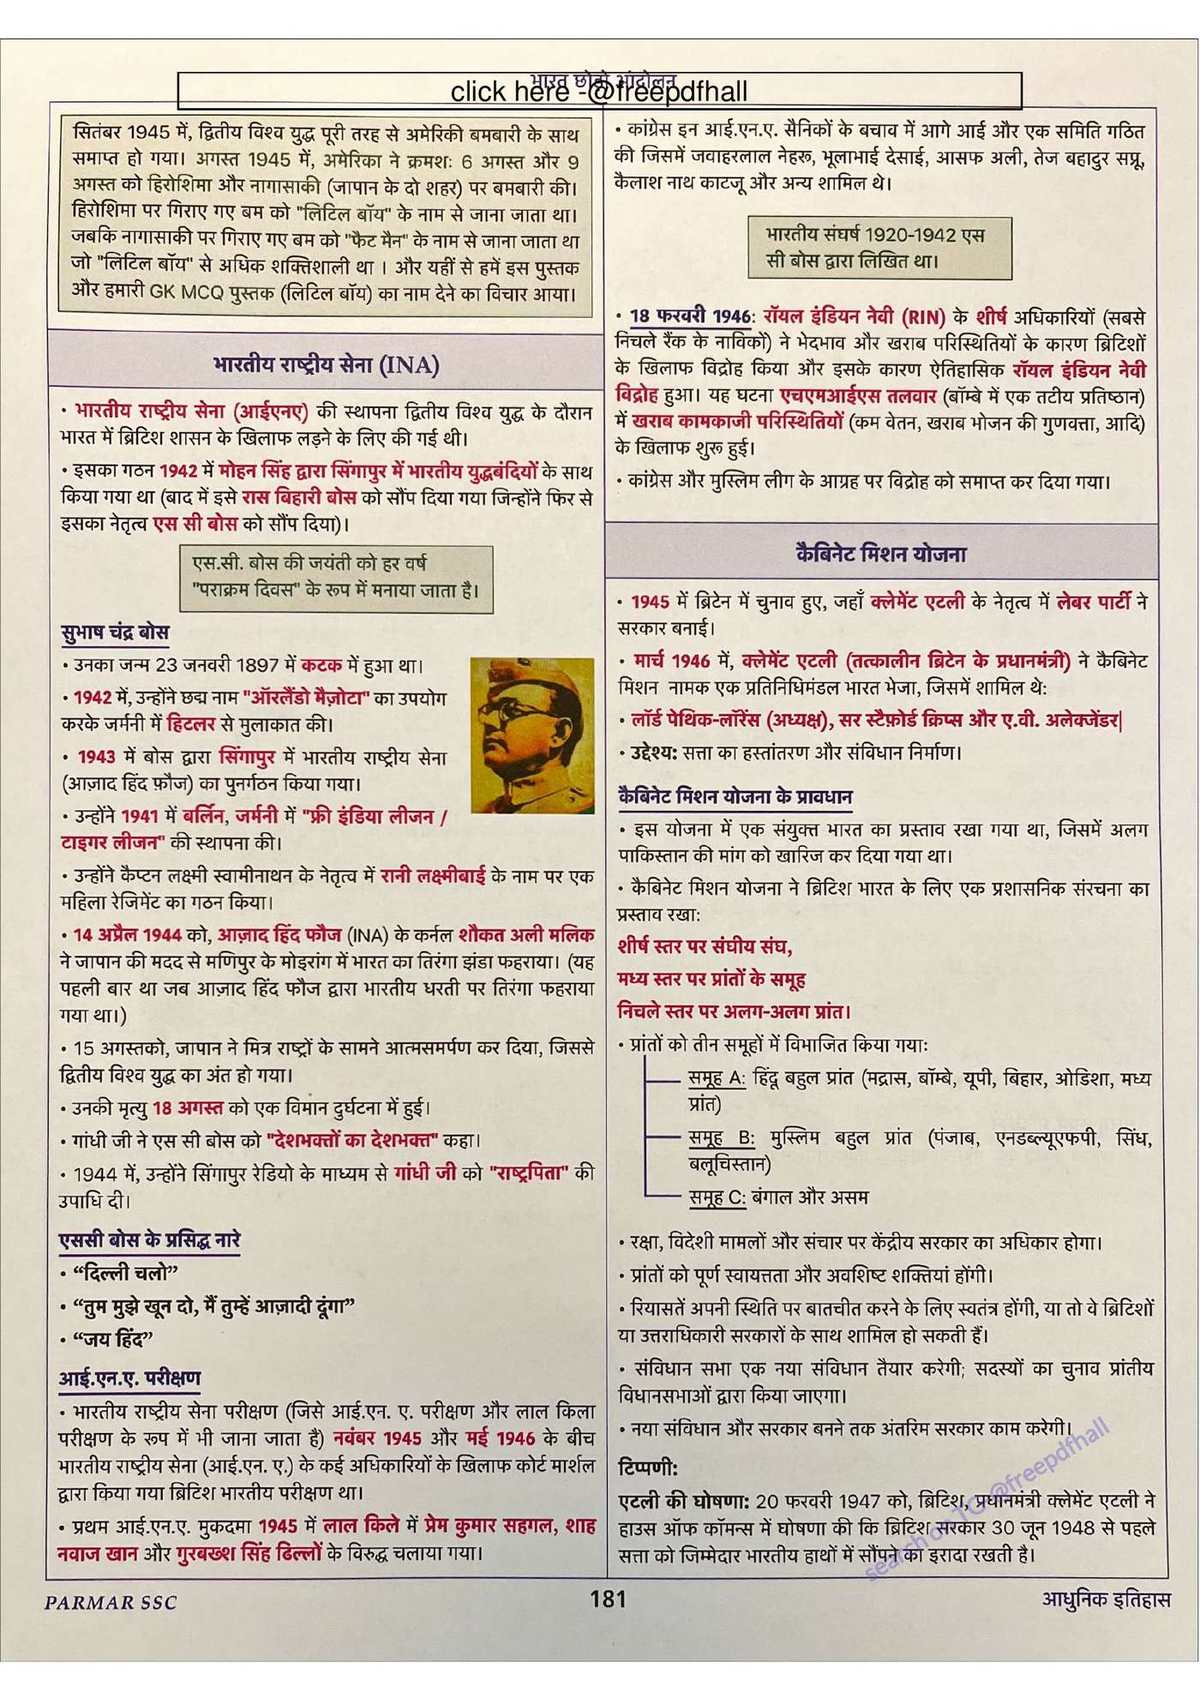 भारत छोड़ो आंदोलन
click here -@freepdfhall
सितंबर 1945 में, द्वितीय विश्व युद्ध पूरी तरह से अमेरिकी बमबारी के साथ
समाप्त हो गया। अगस्त 1945 में, अमेरिका ने क्रमशः 6 अगस्त और 9
अगस्त को हिरोशिमा और नागासाकी (जापान के दो शहर) पर बमबारी की।
हिरोशिमा पर गिराए गए बम को "लिटिल बॉय" के नाम से जाना जाता था।
जबकि नागासाकी पर गिराए गए बम को "फैट मैन" के नाम से जाना जाता था
जो "लिटिल बॉय" से अधिक शक्तिशाली था । और यहीं से हमें इस पुस्तक
और हमारी GK MCQ पुस्तक (लिटिल बॉय) का नाम देने का विचार आया।
भारतीय राष्ट्रीय सेना (INA)
• भारतीय राष्ट्रीय सेना (आईएनए) की स्थापना द्वितीय विश्व युद्ध के दौरान
भारत में ब्रिटिश शासन के खिलाफ लड़ने के लिए की गई थी।
• इसका गठन 1942 में मोहन सिंह द्वारा सिंगापुर में भारतीय युद्धबंदियों के साथ
किया गया था (बाद में इसे रास बिहारी बोस को सौंप दिया गया जिन्होंने फिर से
इसका नेतृत्व एस सी बोस को सौंप दिया)।
एस.सी. बोस की जयंती को हर वर्ष
"पराक्रम दिवस" के रूप में मनाया जाता है।
सुभाष चंद्र बोस
• उनका जन्म 23 जनवरी 1897 में कटक में हुआ था।
• 1942 में, उन्होंने छद्म नाम "ऑरलैंडो मैज़ोटा" का उपयोग
करके जर्मनी में हिटलर से मुलाकात की।
• 1943 में बोस द्वारा सिंगापुर में भारतीय राष्ट्रीय सेना
(आज़ाद हिंद फ़ौज) का पुनर्गठन किया गया।
• उन्होंने 1941 में बर्लिन, जर्मनी में "फ्री इंडिया लीजन /
टाइगर लीजन" की स्थापना की।
• उन्होंने कैप्टन लक्ष्मी स्वामीनाथन के नेतृत्व में रानी लक्ष्मीबाई के नाम पर एक
महिला रेजिमेंट का गठन किया।
• 14 अप्रैल 1944 को, आज़ाद हिंद फौज (INA) के कर्नल शौकत अली मलिक
ने जापान की मदद से मणिपुर के मोइरांग में भारत का तिरंगा झंडा फहराया। (यह
पहली बार था जब आज़ाद हिंद फौज द्वारा भारतीय धरती पर तिरंगा फहराया
गया था।)
• 15 अगस्तको, जापान ने मित्र राष्ट्रों के सामने आत्मसमर्पण कर दिया, जिससे
द्वितीय विश्व युद्ध का अंत हो गया।
• उनकी मृत्यु 18 अगस्त को एक विमान दुर्घटना में हुई।
• गांधी जी ने एस सी बोस को "देशभक्तों का देशभक्त" कहा।
• 1944 में, उन्होंने सिंगापुर रेडियो के माध्यम से गांधी जी को "राष्ट्रपिता" की
उपाधि दी।
एससी बोस के प्रसिद्ध नारे
• “दिल्ली चलो”
• “तुम मुझे खून दो, मैं तुम्हें आज़ादी दूंगा”
• “जय हिंद”
आई.एन.ए. परीक्षण
• भारतीय राष्ट्रीय सेना परीक्षण (जिसे आई.एन. ए. परीक्षण और लाल किला
परीक्षण के रूप में भी जाना जाता है) नवंबर 1945 और मई 1946 के बीच
भारतीय राष्ट्रीय सेना (आई.एन. ए.) के कई अधिकारियों के खिलाफ कोर्ट मार्शल
द्वारा किया गया ब्रिटिश भारतीय परीक्षण था।
• प्रथम आई.एन.ए. मुकदमा 1945 में लाल किले में प्रेम कुमार सहगल, शाह
नवाज खान और गुरबख्श सिंह ढिल्लों के विरुद्ध चलाया गया।
• कांग्रेस इन आई.एन.ए. सैनिकों के बचाव में आगे आई और एक समिति गठित
की जिसमें जवाहरलाल नेहरू, भूलाभाई देसाई, आसफ अली, तेज बहादुर सप्रू,
कैलाश नाथ काटजू और अन्य शामिल थे।
भारतीय संघर्ष 1920-1942 एस
सी बोस द्वारा लिखित था।
• 18 फरवरी 1946: रॉयल इंडियन नेवी (RIN) के शीर्ष अधिकारियों (सबसे
निचले रैंक के नाविकों) ने भेदभाव और खराब परिस्थितियों के कारण ब्रिटिशों
के खिलाफ विद्रोह किया और इसके कारण ऐतिहासिक रॉयल इंडियन नेवी
विद्रोह हुआ। यह घटना एचएमआईएस तलवार (बॉम्बे में एक तटीय प्रतिष्ठान)
में खराब कामकाजी परिस्थितियों (कम वेतन, खराब भोजन की गुणवत्ता, आदि)
के खिलाफ शुरू हुई।
• कांग्रेस और मुस्लिम लीग के आग्रह पर विद्रोह को समाप्त कर दिया गया।
कैबिनेट मिशन योजना
• 1945 में ब्रिटेन में चुनाव हुए, जहाँ क्लेमेंट एटली के नेतृत्व में लेबर पार्टी ने
सरकार बनाई।
• मार्च 1946 में, क्लेमेंट एटली (तत्कालीन ब्रिटेन के प्रधानमंत्री) ने कैबिनेट
मिशन नामक एक प्रतिनिधिमंडल भारत भेजा, जिसमें शामिल थे:
• लॉर्ड पेथिक-लॉरेंस (अध्यक्ष), सर स्टैफ़ोर्ड क्रिप्स और ए.वी. अलेक्जेंडर|
• उद्देश्य: सत्ता का हस्तांतरण और संविधान निर्माण।
कैबिनेट मिशन योजना के प्रावधान
• इस योजना में एक संयुक्त भारत का प्रस्ताव रखा गया था, जिसमें अलग
पाकिस्तान की मांग को खारिज कर दिया गया था।
• कैबिनेट मिशन योजना ने ब्रिटिश भारत के लिए एक प्रशासनिक संरचना का
प्रस्ताव रखा:
शीर्ष स्तर पर संघीय संघ,
मध्य स्तर पर प्रांतों के समूह
निचले स्तर पर अलग-अलग प्रांत।
• प्रांतों को तीन समूहों में विभाजित किया गया:
समूह A: हिंदू बहुल प्रांत (मद्रास, बॉम्बे, यूपी, बिहार, ओडिशा, मध्य
प्रांत)
समूह B: मुस्लिम बहुल प्रांत (पंजाब, एनडब्ल्यूएफपी, सिंध,
बलूचिस्तान)
समूह C: बंगाल और असम
• रक्षा, विदेशी मामलों और संचार पर केंद्रीय सरकार का अधिकार होगा।
• प्रांतों को पूर्ण स्वायत्तता और अवशिष्ट शक्तियां होंगी।
• रियासतें अपनी स्थिति पर बातचीत करने के लिए स्वतंत्र होंगी, या तो वे ब्रिटिशों
या उत्तराधिकारी सरकारों के साथ शामिल हो सकती हैं।
• संविधान सभा एक नया संविधान तैयार करेगी; सदस्यों का चुनाव प्रांतीय
विधानसभाओं द्वारा किया जाएगा।
• नया संविधान और सरकार बनने तक अंतरिम सरकार काम करेगी।
टिप्पणी:
एटली की घोषणा: 20 फरवरी 1947 को, ब्रिटिश, प्रधानमंत्री क्लेमेंट एटली ने
हाउस ऑफ कॉमन्स में घोषणा की कि ब्रिटिश सरकार 30 जून 1948 से पहले
सत्ता को जिम्मेदार भारतीय हाथों में सौंपने का इरादा रखती है।
search on TG @freepdfhall
PARMAR SSC
181
आधुनिक इतिहास